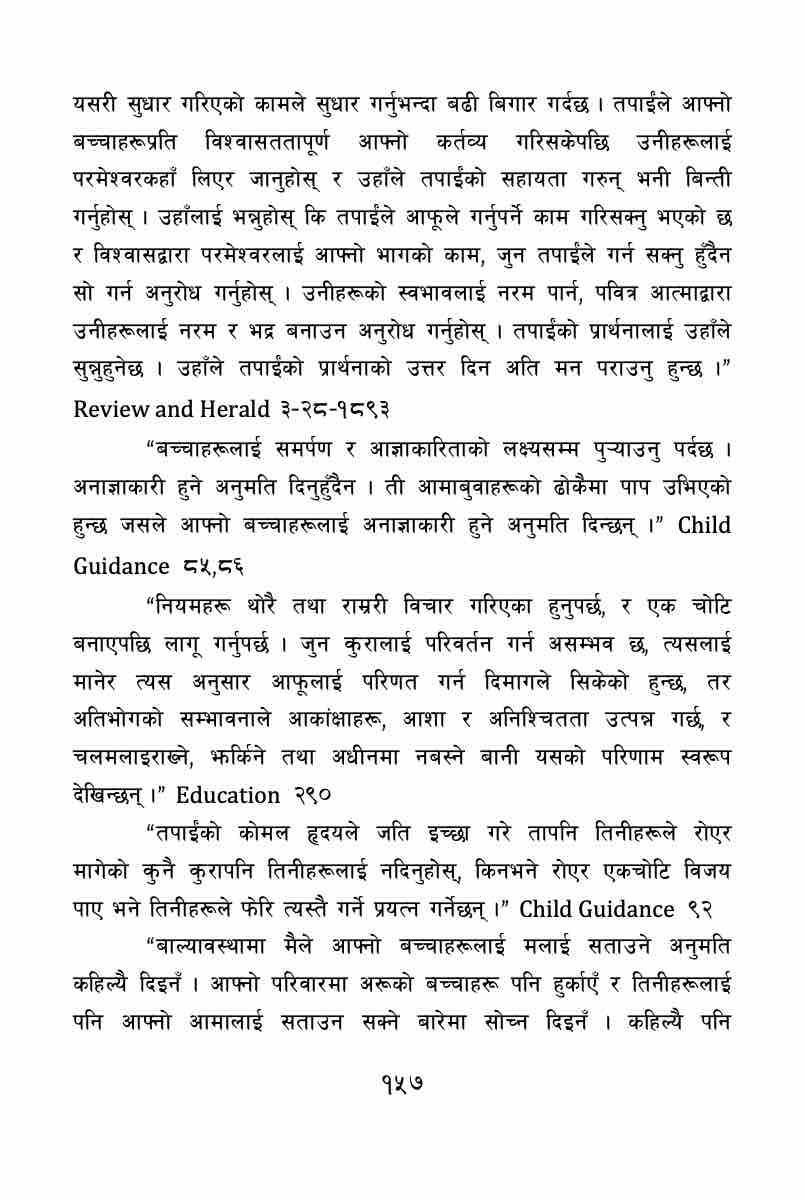 यसरी सुधार गरिएको कामले सुधार गर्नुभन्दा बढी बिगार गर्दछ । तपाईंले आफ्नो
बच्चाहरूप्रति विश्वासततापूर्ण आफ्नो कर्तव्य गरिसकेपछि उनीहरूलाई
परमेश्वरकहाँ लिएर जानुहोस् र उहाँले तपाईंको सहायता गरुन् भनी बिन्ती
गर्नुहोस् । उहाँलाई भन्नुहोस् कि तपाईंले आफूले गर्नुपर्ने काम गरिसक्नु भएको छ
र विश्वासद्वारा परमेश्वरलाई आफ्नो भागको काम, जुन तपाईंले गर्न सक्नु हुँदैन
सो गर्न अनुरोध गर्नुहोस् । उनीहरूको स्वभावलाई नरम पार्न, पवित्र आत्माद्वारा
उनीहरूलाई नरम र भद्र बनाउन अनुरोध गर्नुहोस् । तपाईंको प्रार्थनालाई उहाँले
सुन्नुहुनेछ । उहाँले तपाईंको प्रार्थनाको उत्तर दिन अति मन पराउनु हुन्छ ।”
Review and Herald ३-२८-१८९३
“बच्चाहरूलाई समर्पण र आज्ञाकारिताको लक्ष्यसम्म पुऱ्याउनु पर्दछ ।
अनाज्ञाकारी हुने अनुमति दिनुहुँदैन । ती आमाबुवाहरूको ढोकैमा पाप उभिएको
हुन्छ जसले आफ्नो बच्चाहरूलाई अनाज्ञाकारी हुने अनुमति दिन्छन् ।” Child
Guidance ८५,८६
“नियमहरू थोरै तथा राम्ररी विचार गरिएका हुनुपर्छ, र एक चोटि
बनाएपछि लागू गर्नुपर्छ । जुन कुरालाई परिवर्तन गर्न असम्भव छ, त्यसलाई
मानेर त्यस अनुसार आफूलाई परिणत गर्न दिमागले सिकेको हुन्छ, तर
अतिभोगको सम्भावनाले आकांक्षाहरू, आशा र अनिश्चितता उत्पन्न गर्छ, र
चलमलाइराख्ने, झर्किने तथा अधीनमा नबस्ने बानी यसको परिणाम स्वरूप
देखिन्छन् ।” Education २९०
“तपाईंको कोमल हृदयले जति इच्छा गरे तापनि तिनीहरूले रोएर
मागेको कुनै कुरापनि तिनीहरूलाई नदिनुहोस्, किनभने रोएर एकचोटि विजय
पाए भने तिनीहरूले फेरि त्यस्तै गर्ने प्रयत्न गर्नेछन् ।” Child Guidance ९२
“बाल्यावस्थामा मैले आफ्नो बच्चाहरूलाई मलाई सताउने अनुमति
कहिल्यै दिइनँ । आफ्नो परिवारमा अरूको बच्चाहरू पनि हुर्काएँ र तिनीहरूलाई
पनि आफ्नो आमालाई सताउन सक्ने बारेमा सोच्न दिइनँ । कहिल्यै पनि
१५७